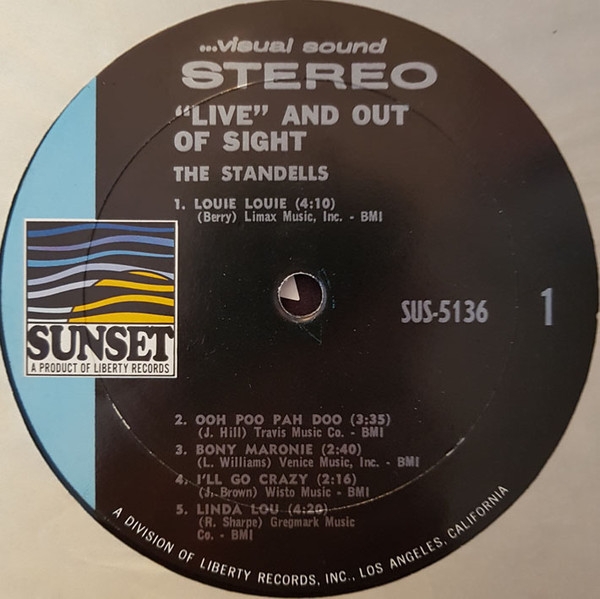 ...visual sound
STEREO
"LIVE" AND OUT
OF SIGHT
THE STANDELLS
1. LOUIE LOUIE (4:10)
(Berry) Limax Music, Inc. - BMI
SUNSET
A PRODUCT OF LIBERTY RECORDS
SUS-5136 1
2. OOH POO PAH DOO (3:35)
(J. Hill) Travis Music Co. - BMI
3. BONY MARONIE (2:40)
(L. Williams) Venice Music, Inc. - BMI
4. I'LL GO CRAZY (2:16)
(J. Brown) Wisto Music - BMI
5. LINDA LOU (4:20)
(R. Sharpe) Gregmark Music
Co. - BMI
A DIVISION OF LIBERTY RECORDS, INC., LOS ANGELES, CALIFORNIA